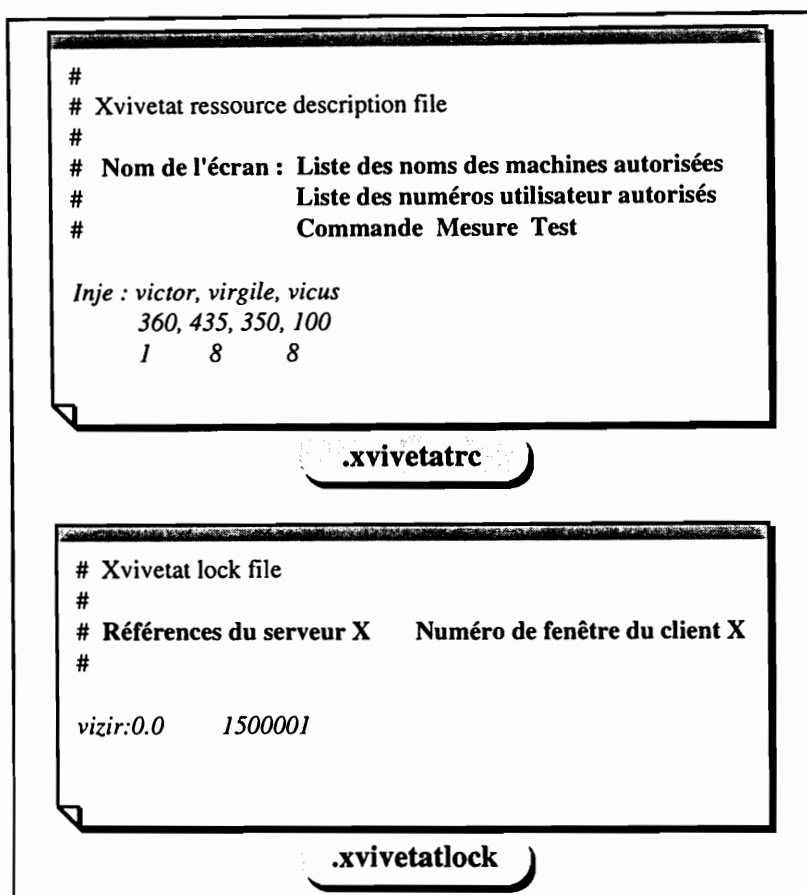 #
# Xvivetat ressource description file
#
# Nom de l'écran : Liste des noms des machines autorisées
# Liste des numéros utilisateur autorisés
# Commande Mesure Test
Inje : victor, virgile, vicus
360, 435, 350, 100
1 8 8
.xvivetatrc
# Xvivetat lock file
#
# Références du serveur X Numéro de fenêtre du client X
#
vizir:0.0 1500001
.xvivetatlock